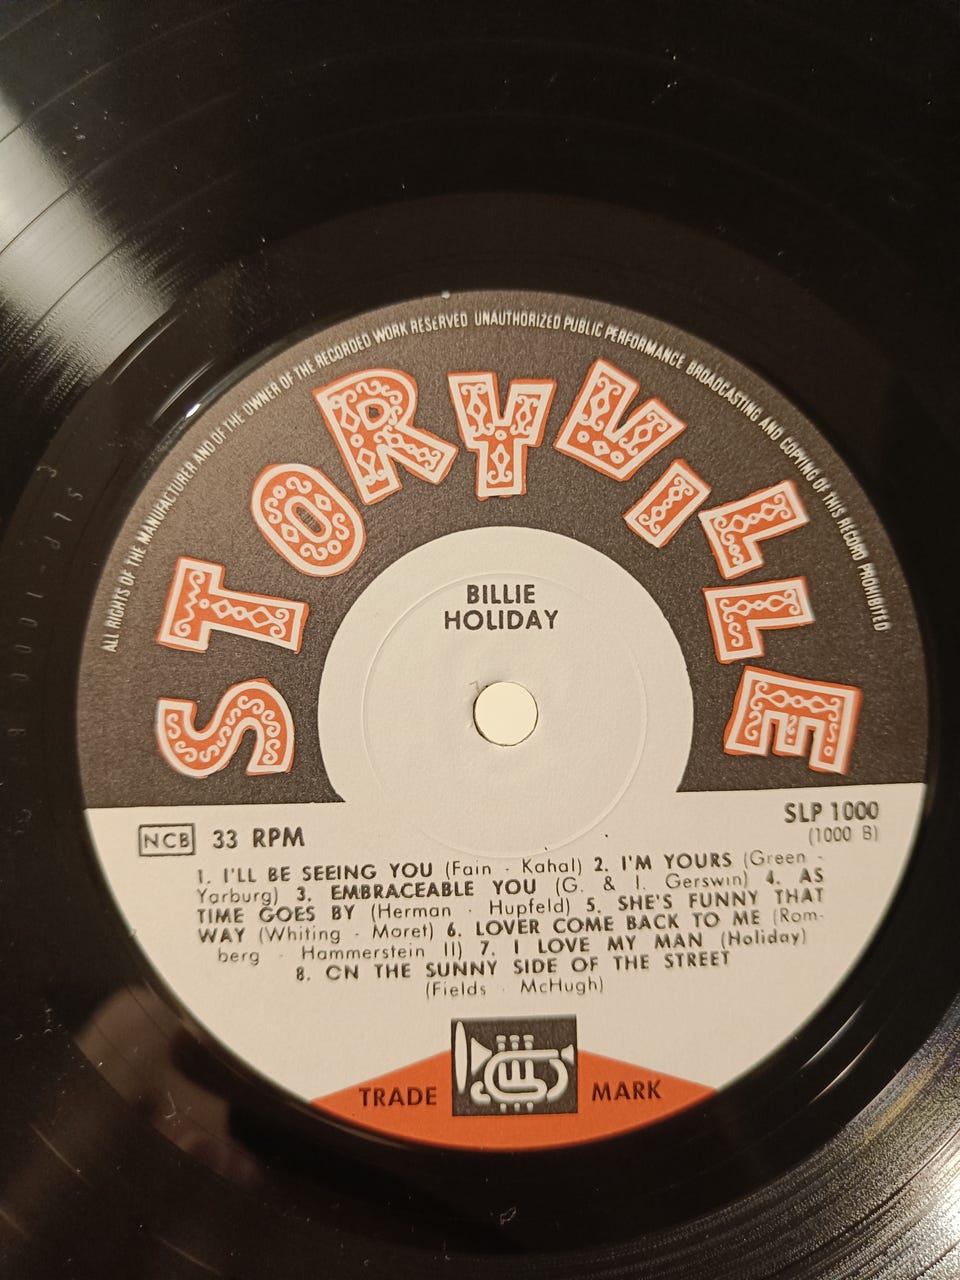 ALL RIGHTS OF THE MANUFACTURER AND OF THE OWNER OF THE RECORDED WORK RESERVED UNAUTHORIZED PUBLIC PERFORMANCE BROADCASTING AND COPYING OF THIS RECORD PROHIBITED
STORYVILLE
BILLIE
HOLIDAY
NCB 33 RPM
SLP 1000
(1000 B)
1. I'LL BE SEEING YOU (Fain - Kahal) 2. I'M YOURS (Green -
Yarburg) 3. EMBRACEABLE YOU (G. & I. Gerswin) 4. AS
TIME GOES BY (Herman - Hupfeld) 5. SHE'S FUNNY THAT
WAY (Whiting - Moret) 6. LOVER COME BACK TO ME (Rom-
berg - Hammerstein II) 7. I LOVE MY MAN (Holiday)
8. ON THE SUNNY SIDE OF THE STREET
(Fields - McHugh)
TRADE MARK